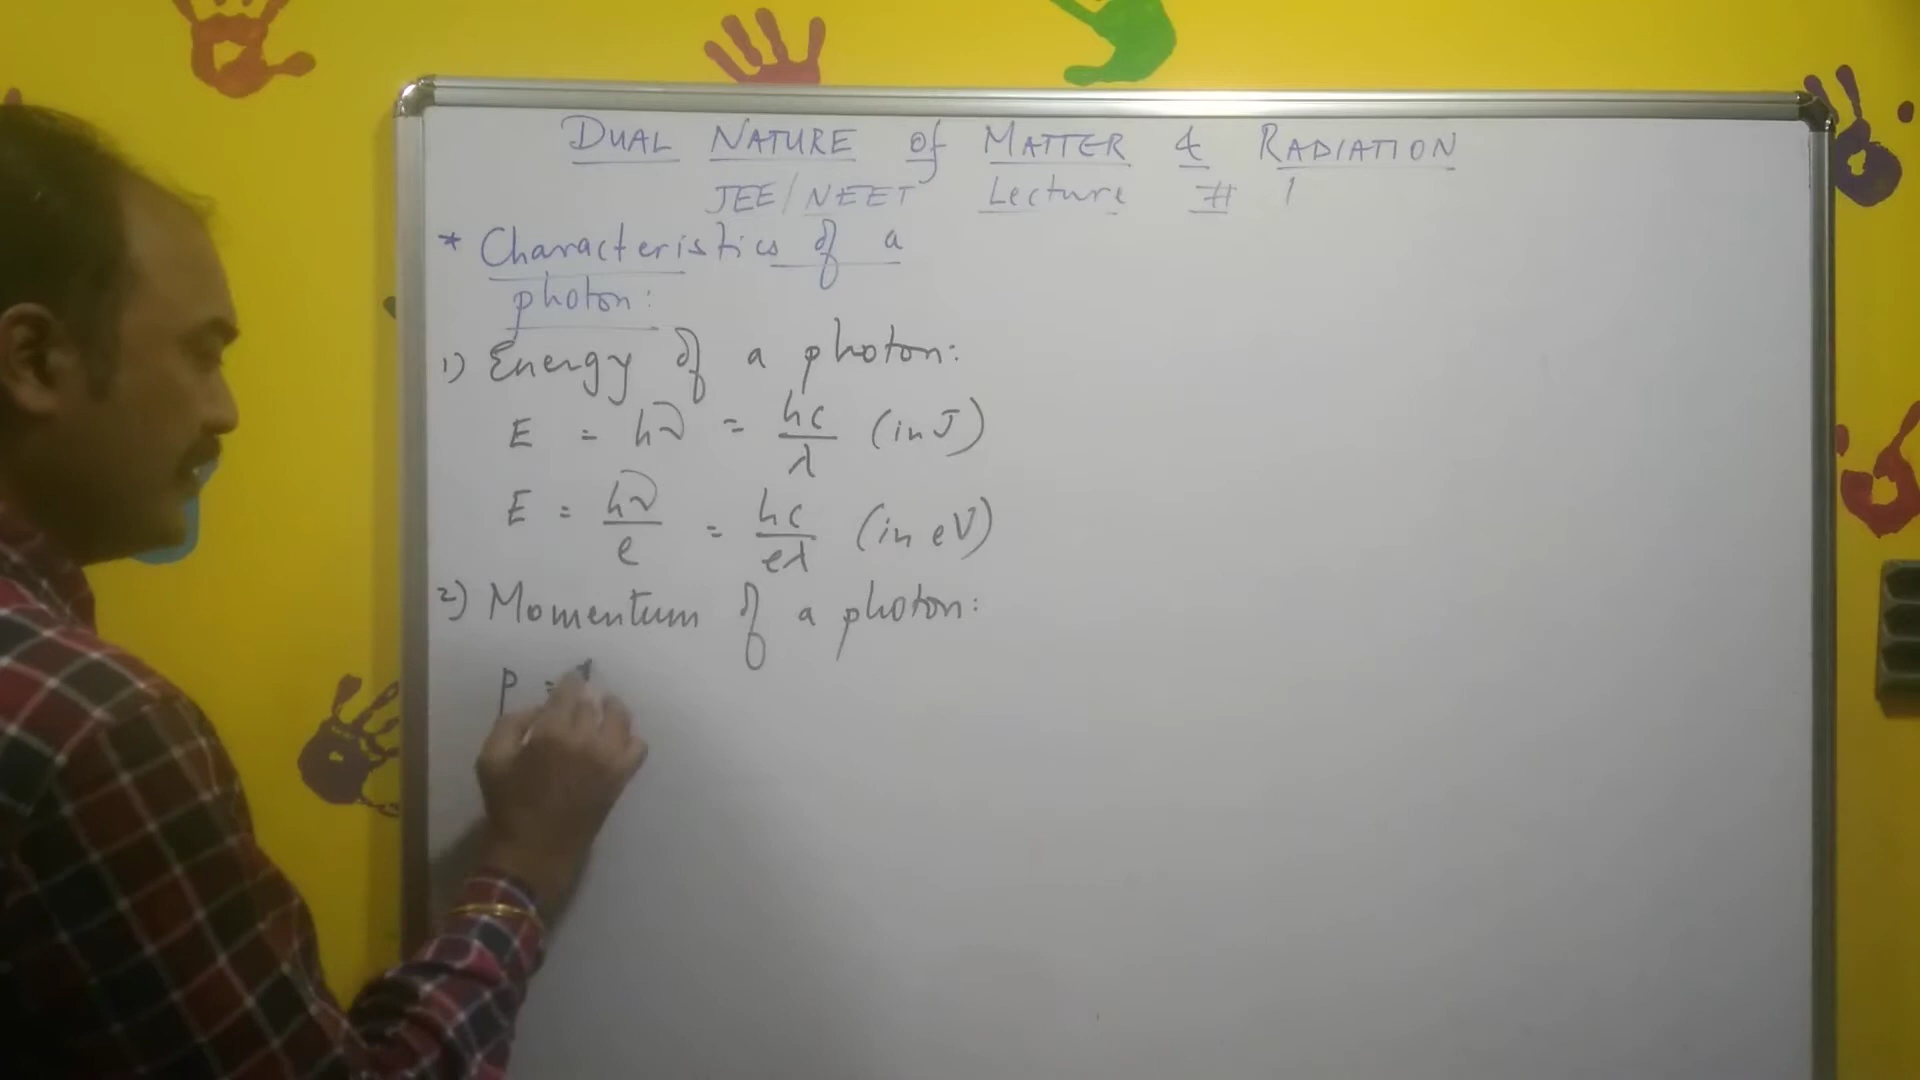 DUAL NATURE of MATTER & RADIATION
JEE/NEET Lecture # 1
* Characteristics of a
photon:
1) Energy of a photon:
E = hν = hc/λ (in J)
E = hν/e = hc/eλ (in eV)
2) Momentum of a photon:
p =